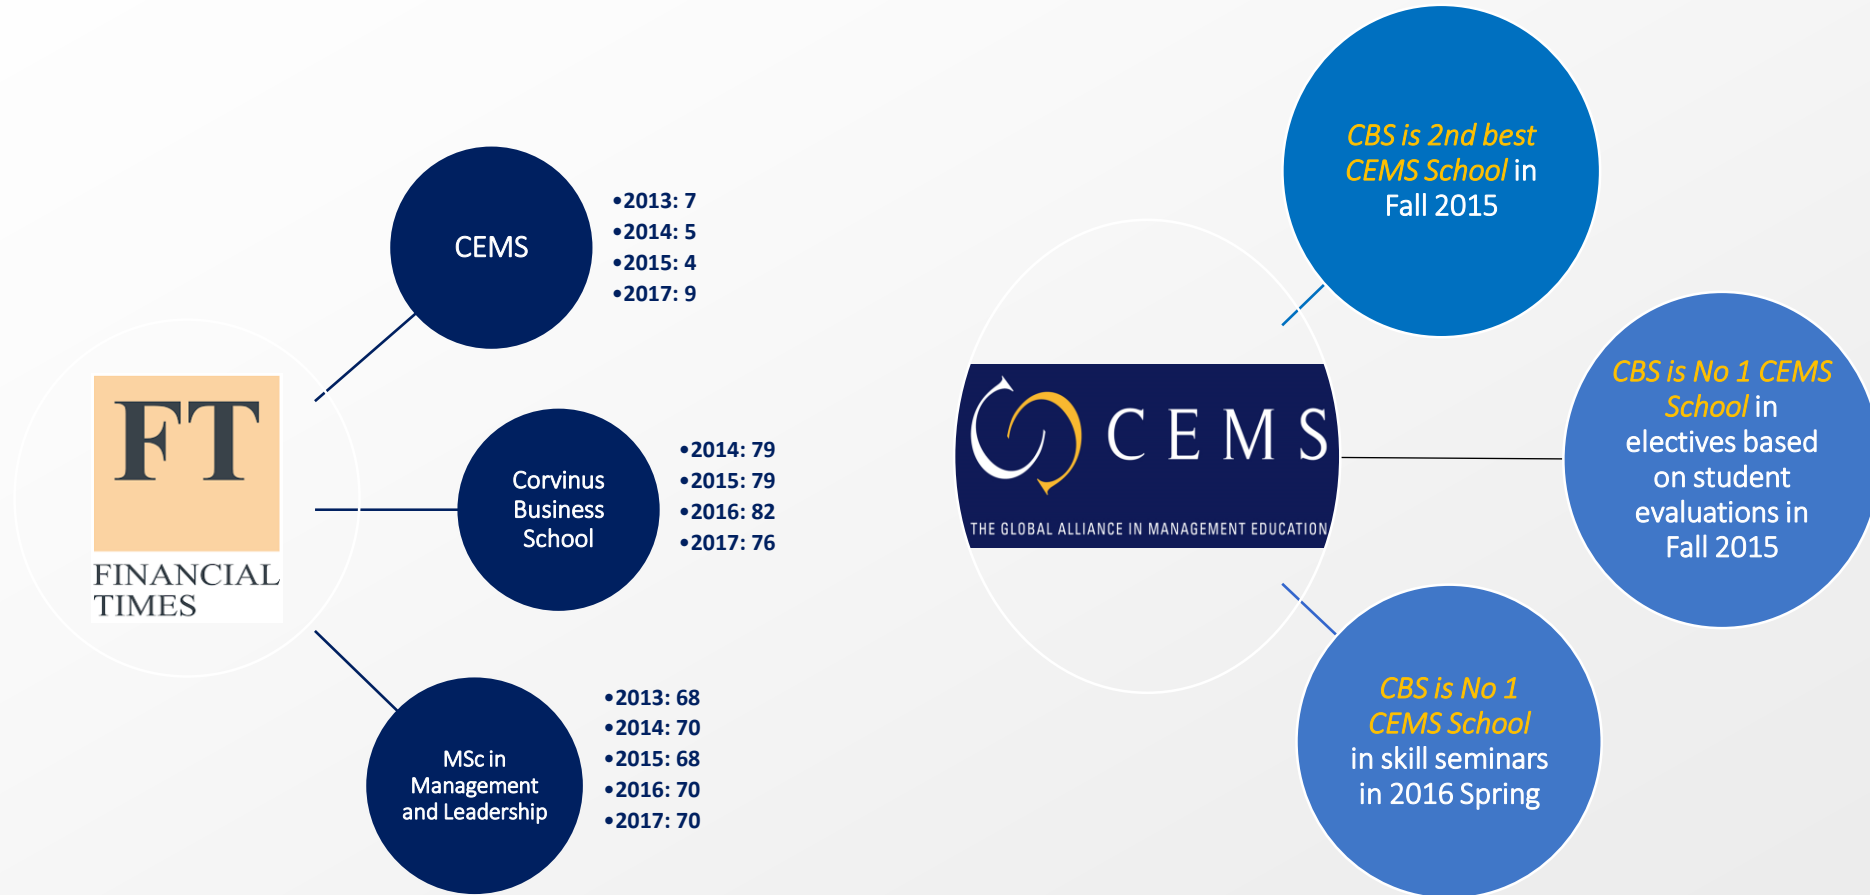 FT
FINANCIAL
TIMES
CEMS
•2013: 7
•2014: 5
•2015: 4
•2017: 9
Corvinus
Business
School
•2014: 79
•2015: 79
•2016: 82
•2017: 76
MSc in
Management
and Leadership
•2013: 68
•2014: 70
•2015: 68
•2016: 70
•2017: 70
CEMS
THE GLOBAL ALLIANCE IN MANAGEMENT EDUCATION
CBS is 2nd best
CEMS School in
Fall 2015
CBS is No 1 CEMS
School in
electives based
on student
evaluations in
Fall 2015
CBS is No 1
CEMS School
in skill seminars
in 2016 Spring